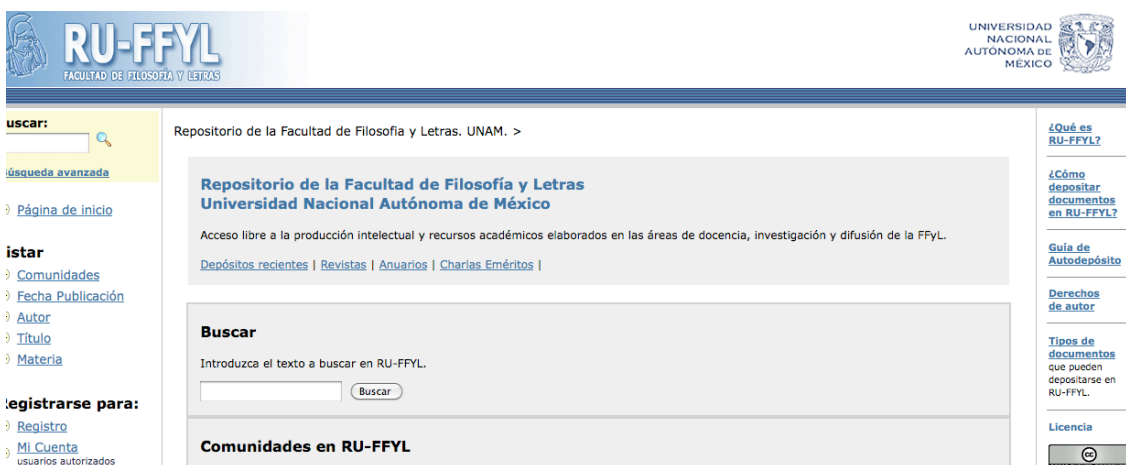 RU-FFYL
FACULTAD DE FILOSOFÍA Y LETRAS
UNIVERSIDAD
NACIONAL
AUTÓNOMA DE
MÉXICO
uscar:
úsqueda avanzada
Página de inicio
istar
Comunidades
Fecha Publicación
Autor
Título
Materia
egistrarse para:
Registro
Mi Cuenta
usuarios autorizados
Repositorio de la Facultad de Filosofia y Letras. UNAM. >
Repositorio de la Facultad de Filosofía y Letras
Universidad Nacional Autónoma de México
Acceso libre a la producción intelectual y recursos académicos elaborados en las áreas de docencia, investigación y difusión de la FFyL.
Depósitos recientes | Revistas | Anuarios | Charlas Eméritos |
Buscar
Introduzca el texto a buscar en RU-FFYL.
Buscar
Comunidades en RU-FFYL
¿Qué es
RU-FFYL?
¿Cómo
depositar
documentos
en RU-FFYL?
Guía de
Autodepósito
Derechos
de autor
Tipos de
documentos
que pueden
depositarse en
RU-FFYL.
Licencia
cc